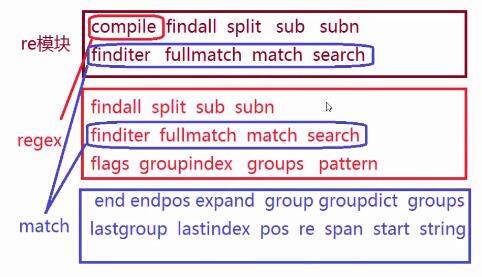 compile findall split sub subn
re模块
finditer fullmatch match search
findall split sub subn
regex
finditer fullmatch match search
flags groupindex groups pattern
end endpos expand group groupdict groups
match
lastgroup lastindex pos re span start string